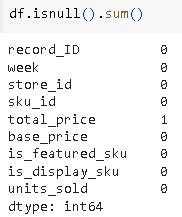 df.isnull().sum()
record_ID 0
week 0
store_id 0
sku_id 0
total_price 1
base_price 0
is_featured_sku 0
is_display_sku 0
units_sold 0
dtype: int64